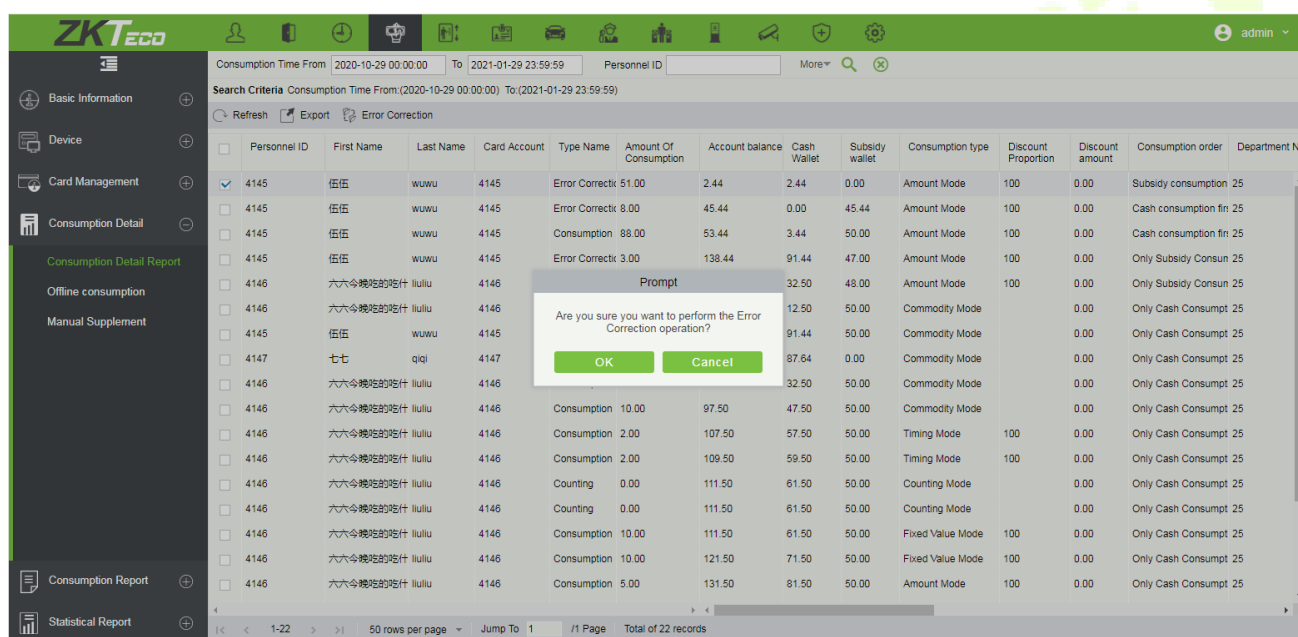 ZKTeco
admin
Consumption Time From 2020-10-29 00:00:00 To 2021-01-29 23:59:59 Personnel ID More
Search Criteria Consumption Time From:(2020-10-29 00:00:00) To:(2021-01-29 23:59:59)
Refresh Export Error Correction
Basic Information
Device
Card Management
Consumption Detail
Consumption Detail Report
Offline consumption
Manual Supplement
Consumption Report
Statistical Report
Personnel ID First Name Last Name Card Account Type Name Amount Of Consumption Account balance Cash Wallet Subsidy wallet Consumption type Discount Proportion Discount amount Consumption order Department N
4145 伍伍 wuwu 4145 Error Correctic 51.00 2.44 2.44 0.00 Amount Mode 100 0.00 Subsidy consumption 25
4145 伍伍 wuwu 4145 Error Correctic 8.00 45.44 0.00 45.44 Amount Mode 100 0.00 Cash consumption firs 25
4145 伍伍 wuwu 4145 Consumption 88.00 53.44 3.44 50.00 Amount Mode 100 0.00 Cash consumption firs 25
4145 伍伍 wuwu 4145 Error Correctic 3.00 138.44 91.44 47.00 Amount Mode 100 0.00 Only Subsidy Consun 25
4146 六六今晚吃的吃什 liuliu 4146 32.50 48.00 Amount Mode 100 0.00 Only Subsidy Consun 25
4146 六六今晚吃的吃什 liuliu 4146 12.50 50.00 Commodity Mode 0.00 Only Cash Consumpt 25
4145 伍伍 wuwu 4145 91.44 50.00 Commodity Mode 0.00 Only Cash Consumpt 25
4147 七七 qiqi 4147 87.64 0.00 Commodity Mode 0.00 Only Cash Consumpt 25
4146 六六今晚吃的吃什 liuliu 4146 32.50 50.00 Commodity Mode 0.00 Only Cash Consumpt 25
4146 六六今晚吃的吃什 liuliu 4146 Consumption 10.00 97.50 47.50 50.00 Commodity Mode 0.00 Only Cash Consumpt 25
4146 六六今晚吃的吃什 liuliu 4146 Consumption 2.00 107.50 57.50 50.00 Timing Mode 100 0.00 Only Cash Consumpt 25
4146 六六今晚吃的吃什 liuliu 4146 Consumption 2.00 109.50 59.50 50.00 Timing Mode 100 0.00 Only Cash Consumpt 25
4146 六六今晚吃的吃什 liuliu 4146 Counting 0.00 111.50 61.50 50.00 Counting Mode 0.00 Only Cash Consumpt 25
4146 六六今晚吃的吃什 liuliu 4146 Counting 0.00 111.50 61.50 50.00 Counting Mode 0.00 Only Cash Consumpt 25
4146 六六今晚吃的吃什 liuliu 4146 Consumption 10.00 111.50 61.50 50.00 Fixed Value Mode 100 0.00 Only Cash Consumpt 25
4146 六六今晚吃的吃什 liuliu 4146 Consumption 10.00 121.50 71.50 50.00 Fixed Value Mode 100 0.00 Only Cash Consumpt 25
4146 六六今晚吃的吃什 liuliu 4146 Consumption 5.00 131.50 81.50 50.00 Amount Mode 100 0.00 Only Cash Consumpt 25
Prompt
Are you sure you want to perform the Error
Correction operation?
OK Cancel
1-22 50 rows per page Jump To 1 /1 Page Total of 22 records